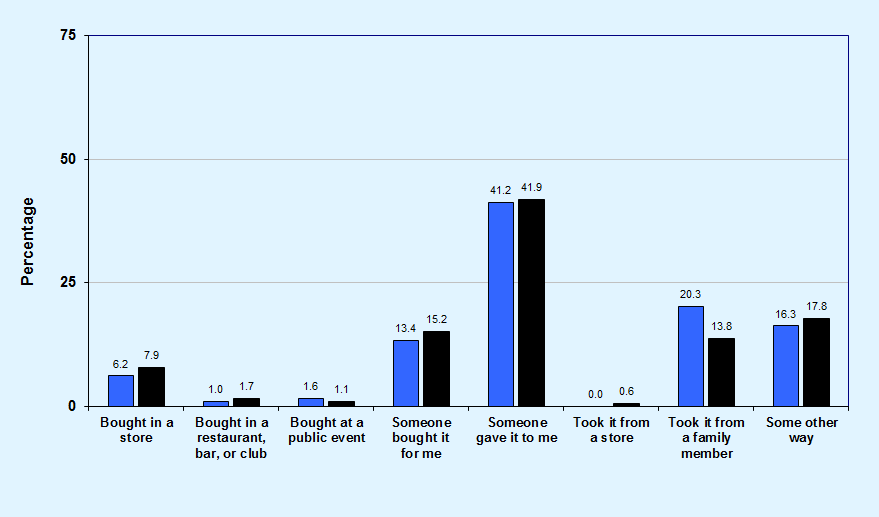 75
50
25
0
Percentage
6.2
7.9
1.0
1.7
1.6
1.1
13.4
15.2
41.2
41.9
0.0
0.6
20.3
13.8
16.3
17.8
Bought in a
store
Bought in a
restaurant,
bar, or club
Bought at a
public event
Someone
bought it
for me
Someone
gave it to me
Took it from
a store
Took it from
a family
member
Some other
way